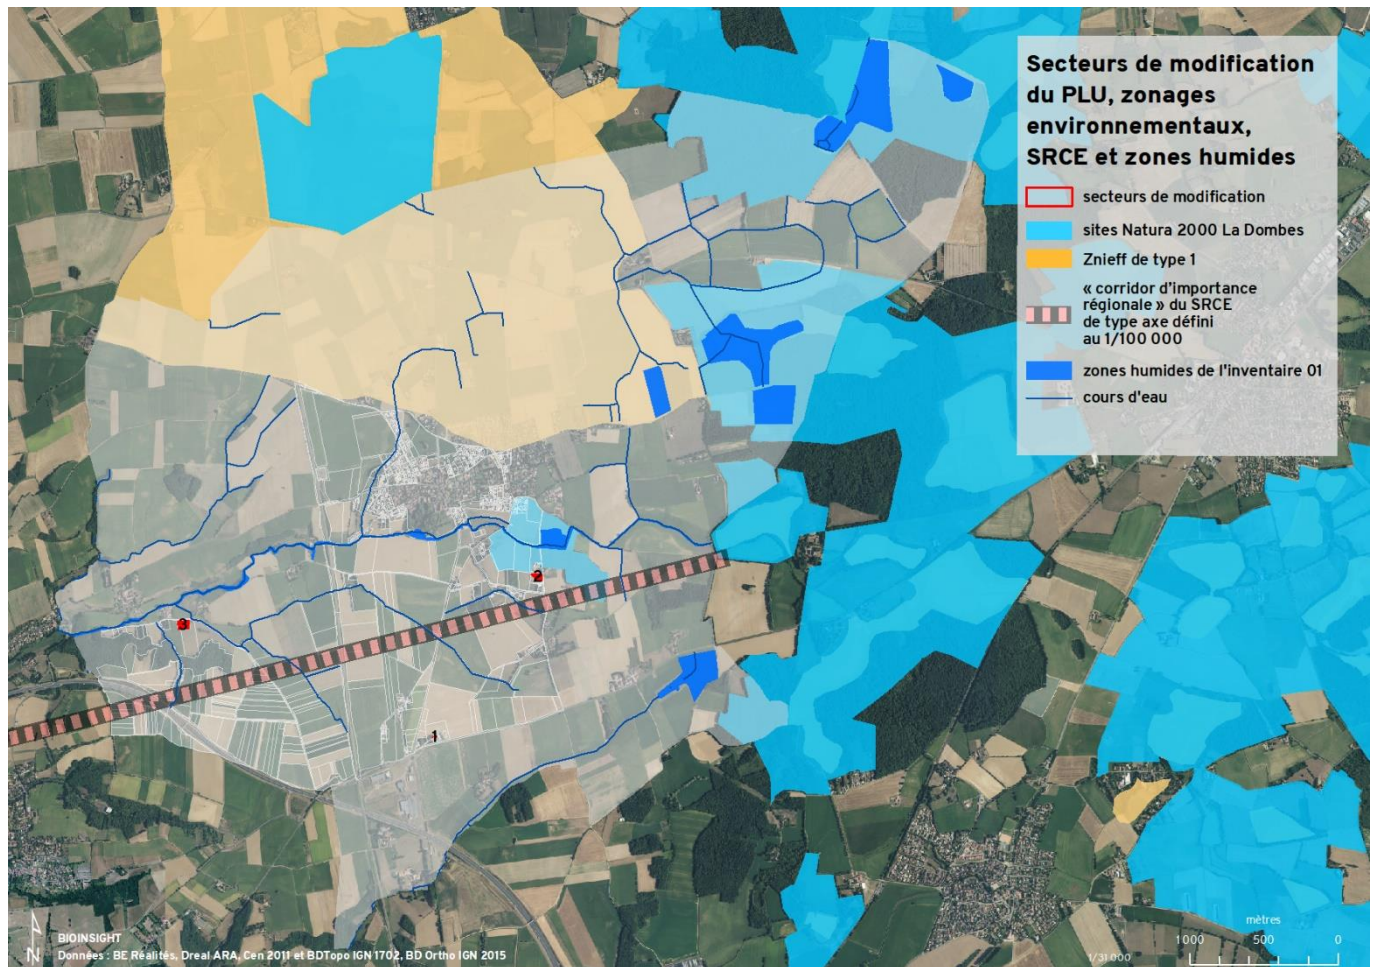 Secteurs de modification
du PLU, zonages
environnementaux,
SRCE et zones humides
secteurs de modification
sites Natura 2000 La Dombes
Znieff de type 1
« corridor d'importance
régionale » du SRCE
de type axe défini
au 1/100 000
zones humides de l'inventaire 01
cours d'eau
2
3
1
N
BIOINSIGHT
Données : BE Réalités, Dreal ARA, Cen 2011 et BDTopo IGN 1702, BD Ortho IGN 2015
1/31 000
mètres
1000 500 0